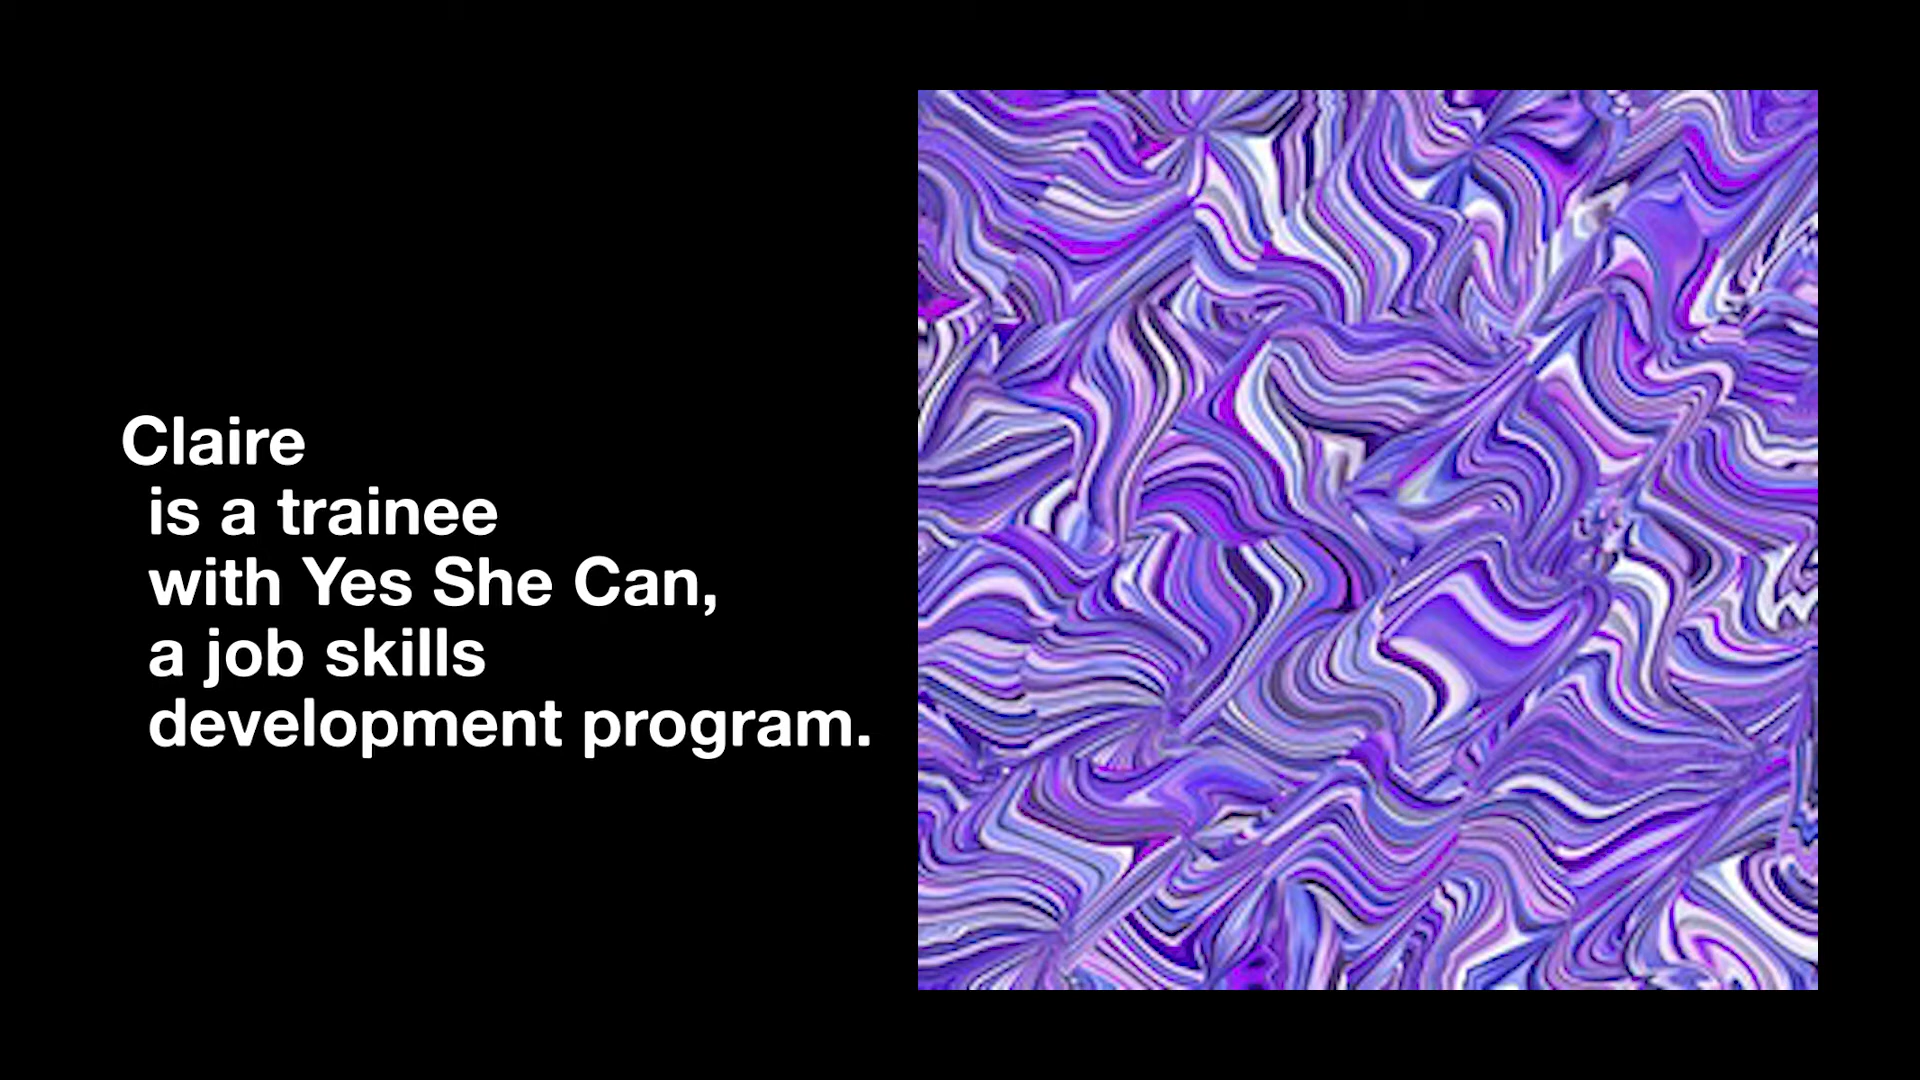 Claire
is a trainee
with Yes She Can,
a job skills
development program.